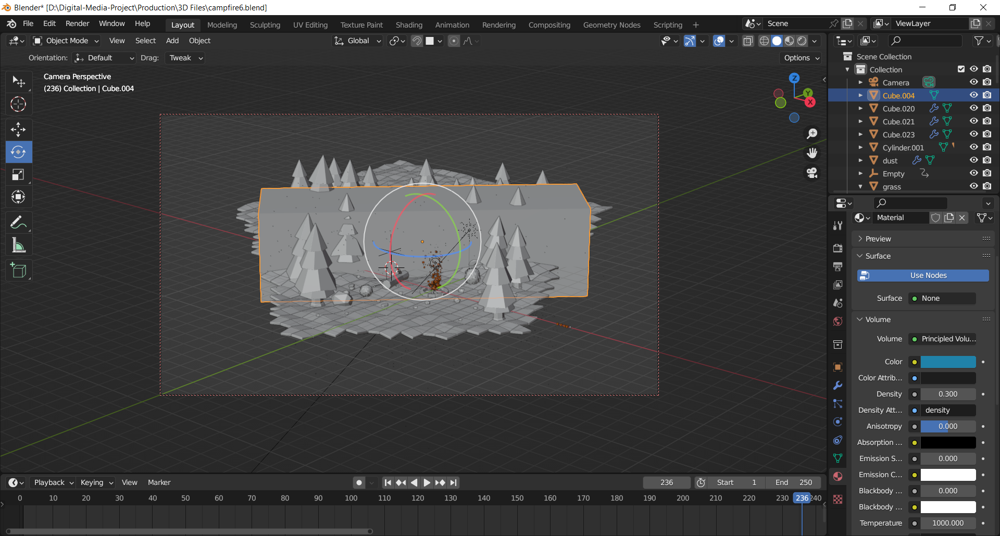 Blender* [D:\Digital-Media-Project\Production\3D Files\campfire6.blend]
File Edit Render Window Help
Layout Modeling Sculpting UV Editing Texture Paint Shading Animation Rendering Compositing Geometry Nodes Scripting
Scene
ViewLayer
Object Mode View Select Add Object
Global
Orientation: Default Drag: Tweak
Options
Camera Perspective
(236) Collection | Cube.004
Z
Y
X
Scene Collection
Collection
Camera
Cube.004
Cube.020
Cube.021
Cube.023
Cylinder.001
dust
Empty
grass
Material
Preview
Surface
Use Nodes
Surface None
Volume
Volume Principled Volu...
Color
Color Attrib...
Density 0.300
Density Att... density
Anisotropy 0.000
Absorption ...
Emission S... 0.000
Emission C...
Blackbody ... 0.000
Blackbody ...
Temperature 1000.000
Playback Keying View Marker
236
Start 1
End 250
0 10 20 30 40 50 60 70 80 90 100 110 120 130 140 150 160 170 180 190 200 210 220 230 236 240